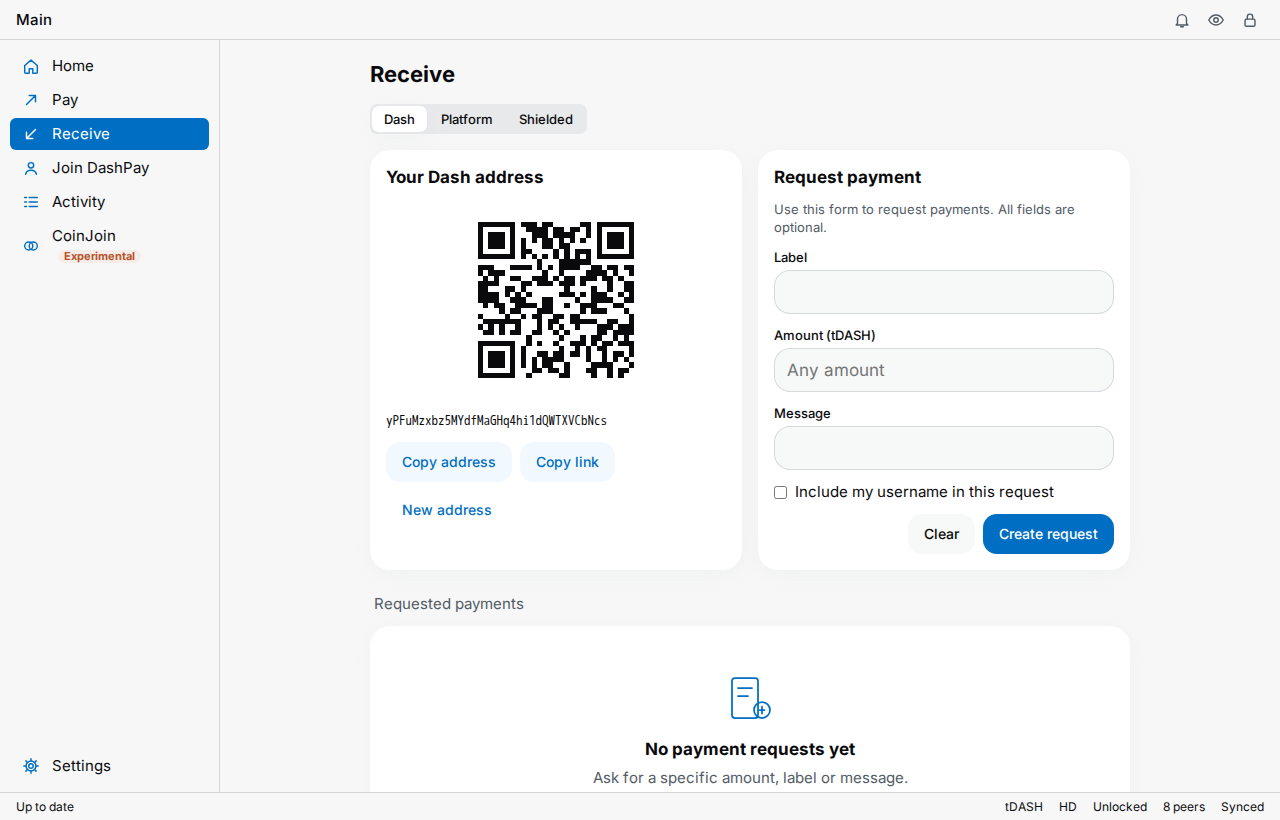 Main
Home
Pay
Receive
Join DashPay
Activity
CoinJoin
Experimental
Settings
Receive
Dash Platform Shielded
Your Dash address
yPFuMzxbz5MYdfMaGHq4hi1dQWTXVCbNcs
Copy address Copy link
New address
Request payment
Use this form to request payments. All fields are
optional.
Label
Amount (tDASH)
Any amount
Message
Include my username in this request
Clear Create request
Requested payments
No payment requests yet
Ask for a specific amount, label or message.
Up to date tDASH HD Unlocked 8 peers Synced